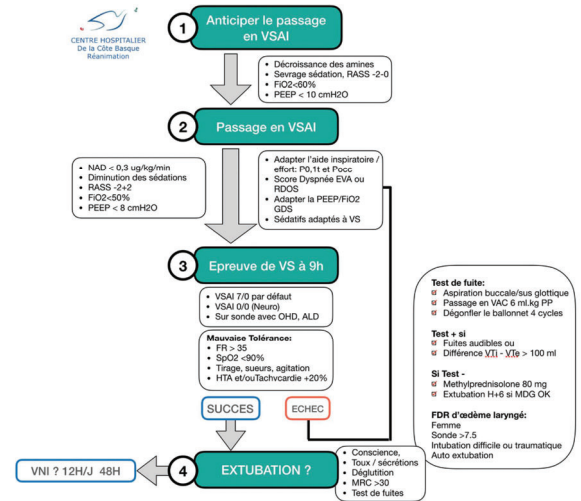 CENTRE HOSPITALIER
De la Côte Basque
Réanimation
1
Anticiper le passage
en VSAI
• Décroissance des amines
• Sevrage sédation, RASS -2-0
• FiO2<60%
• PEEP < 10 cmH2O
2
Passage en VSAI
• NAD < 0,3 ug/kg/min
• Diminution des sédations
• RASS -2+2
• FiO2<50%
• PEEP < 8 cmH2O
• Adapter l'aide inspiratoire /
effort: P0,1t et Pocc
• Score Dyspnée EVA ou
RDOS
• Adapter la PEEP/FiO2
GDS
• Sédatifs adaptés à VS
3
Epreuve de VS à 9h
• VSAI 7/0 par défaut
• VSAI 0/0 (Neuro)
• Sur sonde avec OHD, ALD
Mauvaise Tolérance:
• FR > 35
• SpO2 <90%
• Tirage, sueurs, agitation
• HTA et/ouTachycardie +20%
SUCCES
ECHEC
4
EXTUBATION ?
VNI ? 12H/J 48H
• Conscience,
• Toux / sécrétions
• Déglutition
• MRC >30
• Test de fuites
Test de fuite:
Aspiration buccale/sus glottique
Passage en VAC 6 ml.kg PP
Dégonfler le ballonnet 4 cycles
Test + si
Fuites audibles ou
Différence VTi - VTe > 100 ml
Si Test -
Methylprednisolone 80 mg
Extubation H+6 si MDG OK
FDR d'œdème laryngé:
Femme
Sonde >7.5
Intubation difficile ou traumatique
Auto extubation